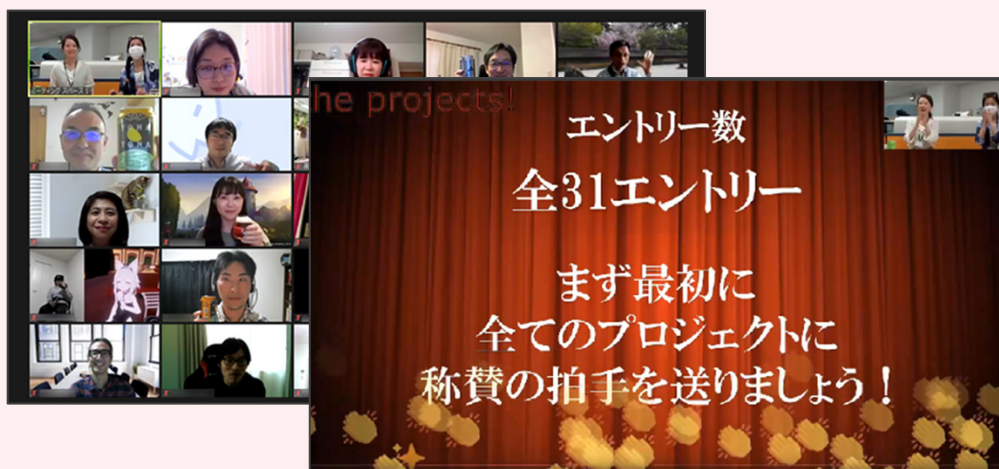 he projects!
エントリー数
全31エントリー
まず最初に
全てのプロジェクトに
称賛の拍手を送りましょう！